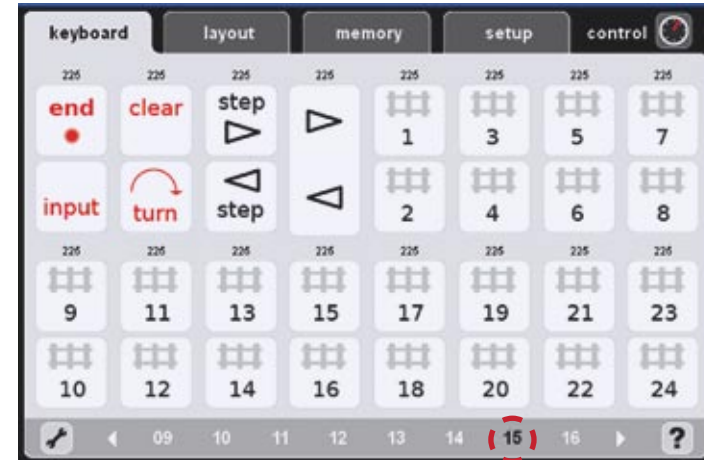 keyboard layout memory setup control
225 225 225 225 225 225 225 225
end clear step 1 3 5 7
input turn step 2 4 6 8
225 225 225 225 225 225 225 225
9 11 13 15 17 19 21 23
10 12 14 16 18 20 22 24
09 10 11 12 13 14 15 16 ?